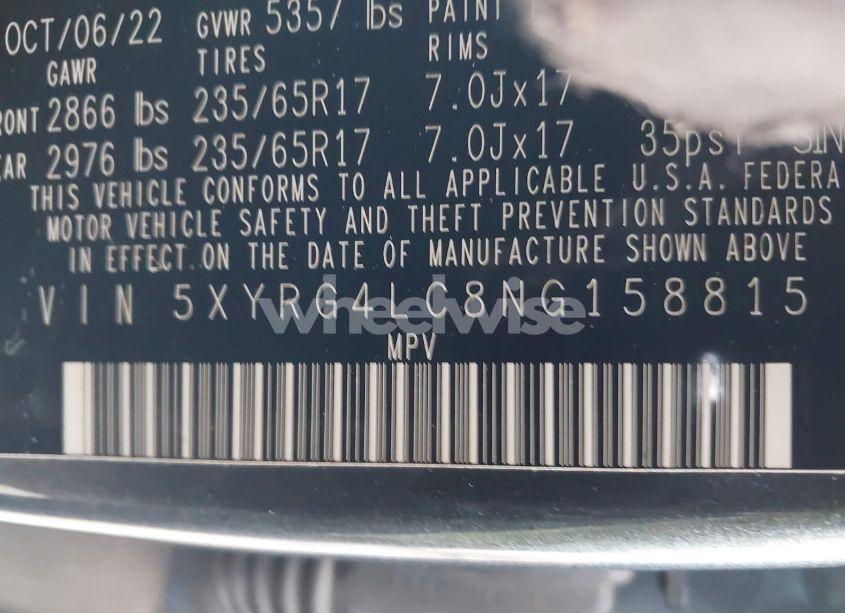 OCT/06/22 GVWR 5357 lbs PAINT
GAWR TIRES RIMS
RONT 2866 lbs 235/65R17 7.0Jx17
EAR 2976 lbs 235/65R17 7.0Jx17 35psi
THIS VEHICLE CONFORMS TO ALL APPLICABLE U.S.A. FEDERA
MOTOR VEHICLE SAFETY AND THEFT PREVENTION STANDARDS
IN EFFECT ON THE DATE OF MANUFACTURE SHOWN ABOVE
VIN 5XYRG4LC8NG158815
wheelwise
MPV